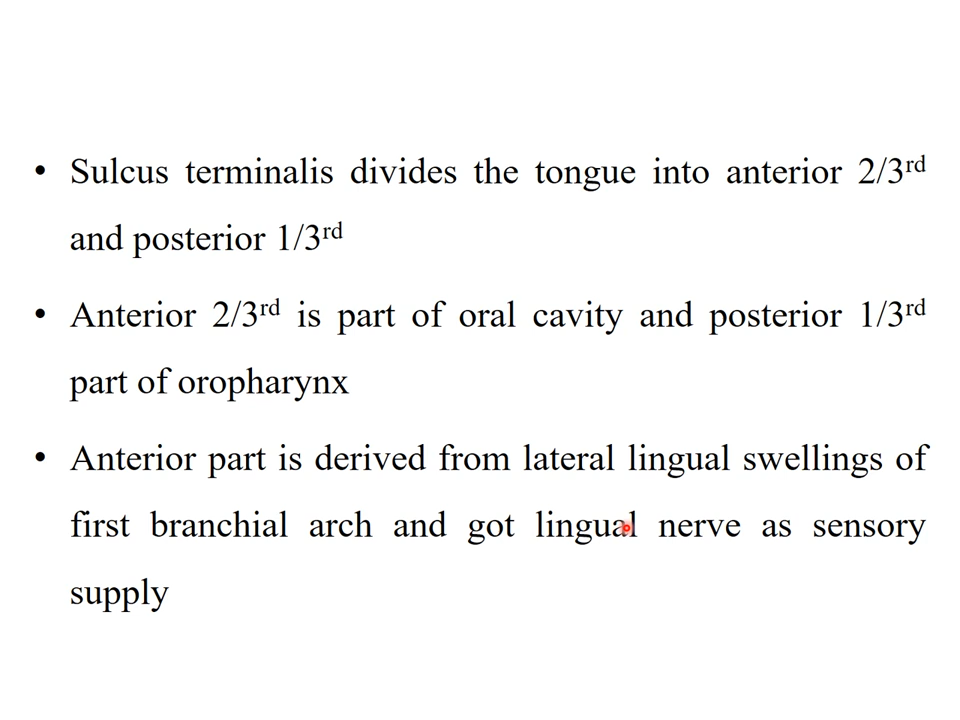 • Sulcus terminalis divides the tongue into anterior 2/3rd
and posterior 1/3rd
• Anterior 2/3rd is part of oral cavity and posterior 1/3rd
part of oropharynx
• Anterior part is derived from lateral lingual swellings of
first branchial arch and got lingual nerve as sensory
supply